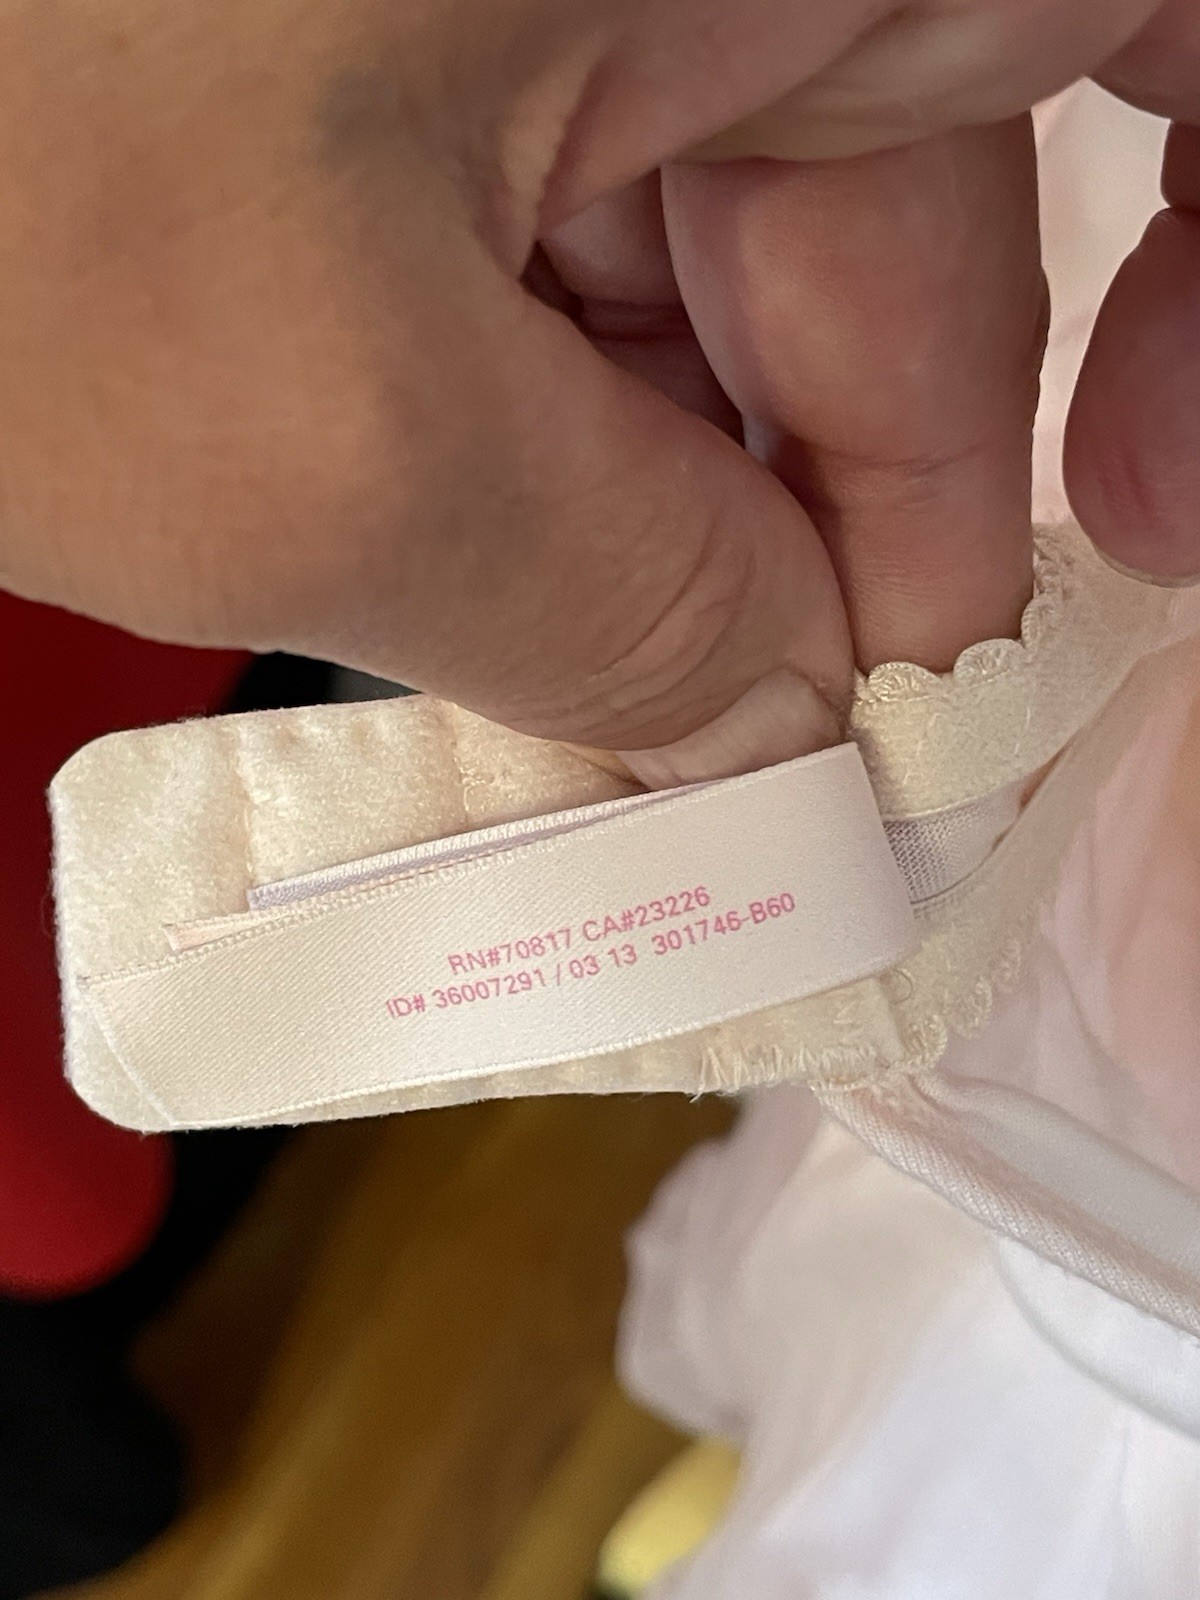 RN#70817 CA#23226
ID# 36007291 / 03 13 301746-B60